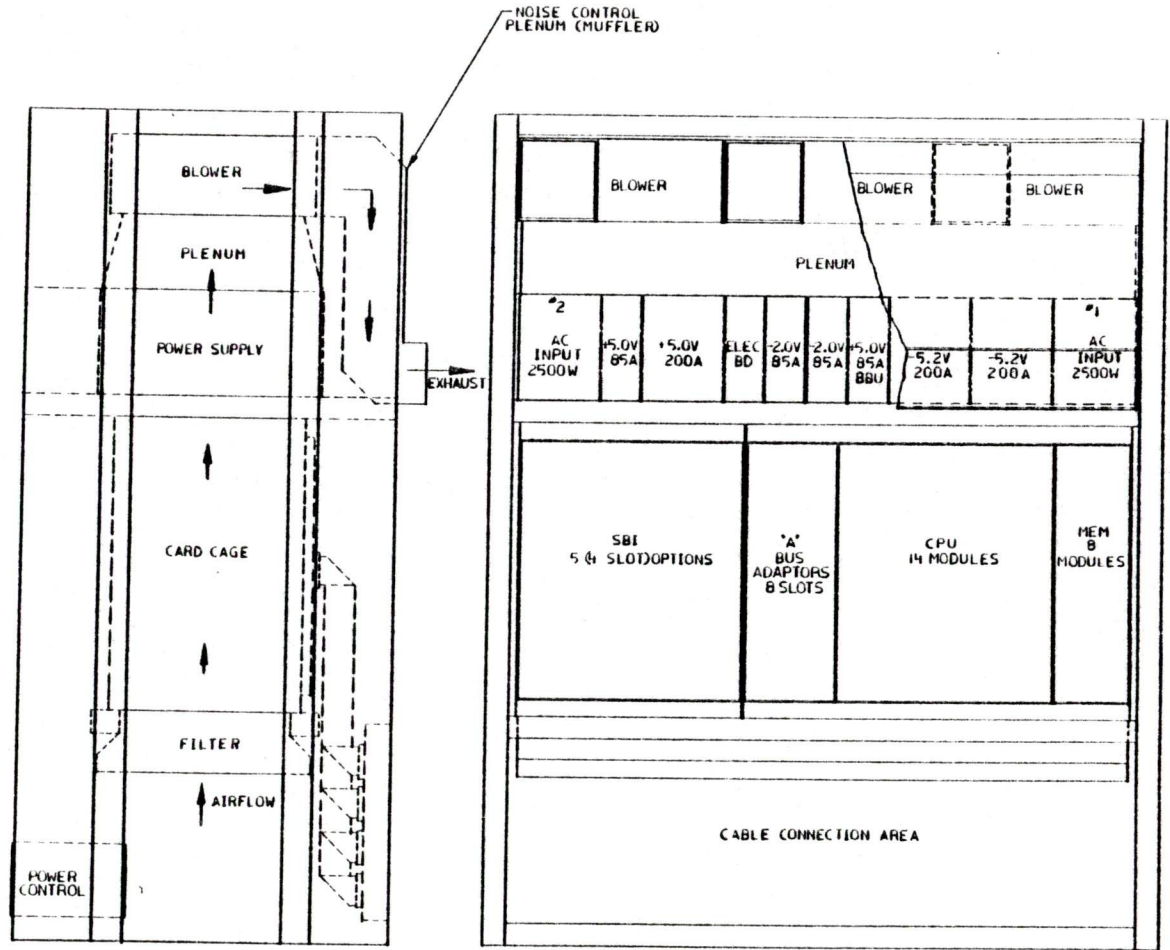 NOISE CONTROL
PLENUM (MUFFLER)
BLOWER
PLENUM
POWER SUPPLY
EXHAUST
CARD CAGE
FILTER
AIRFLOW
POWER
CONTROL
BLOWER
BLOWER
BLOWER
PLENUM
#2
AC
INPUT
2500W
+5.0V
85A
+5.0V
200A
ELEC
BD
-2.0V
85A
-2.0V
85A
+5.0V
85A
BBU
-5.2V
200A
-5.2V
200A
#1
AC
INPUT
2500W
SBI
5 (4 SLOT) OPTIONS
"A"
BUS
ADAPTORS
8 SLOTS
CPU
14 MODULES
MEM
8
MODULES
CABLE CONNECTION AREA